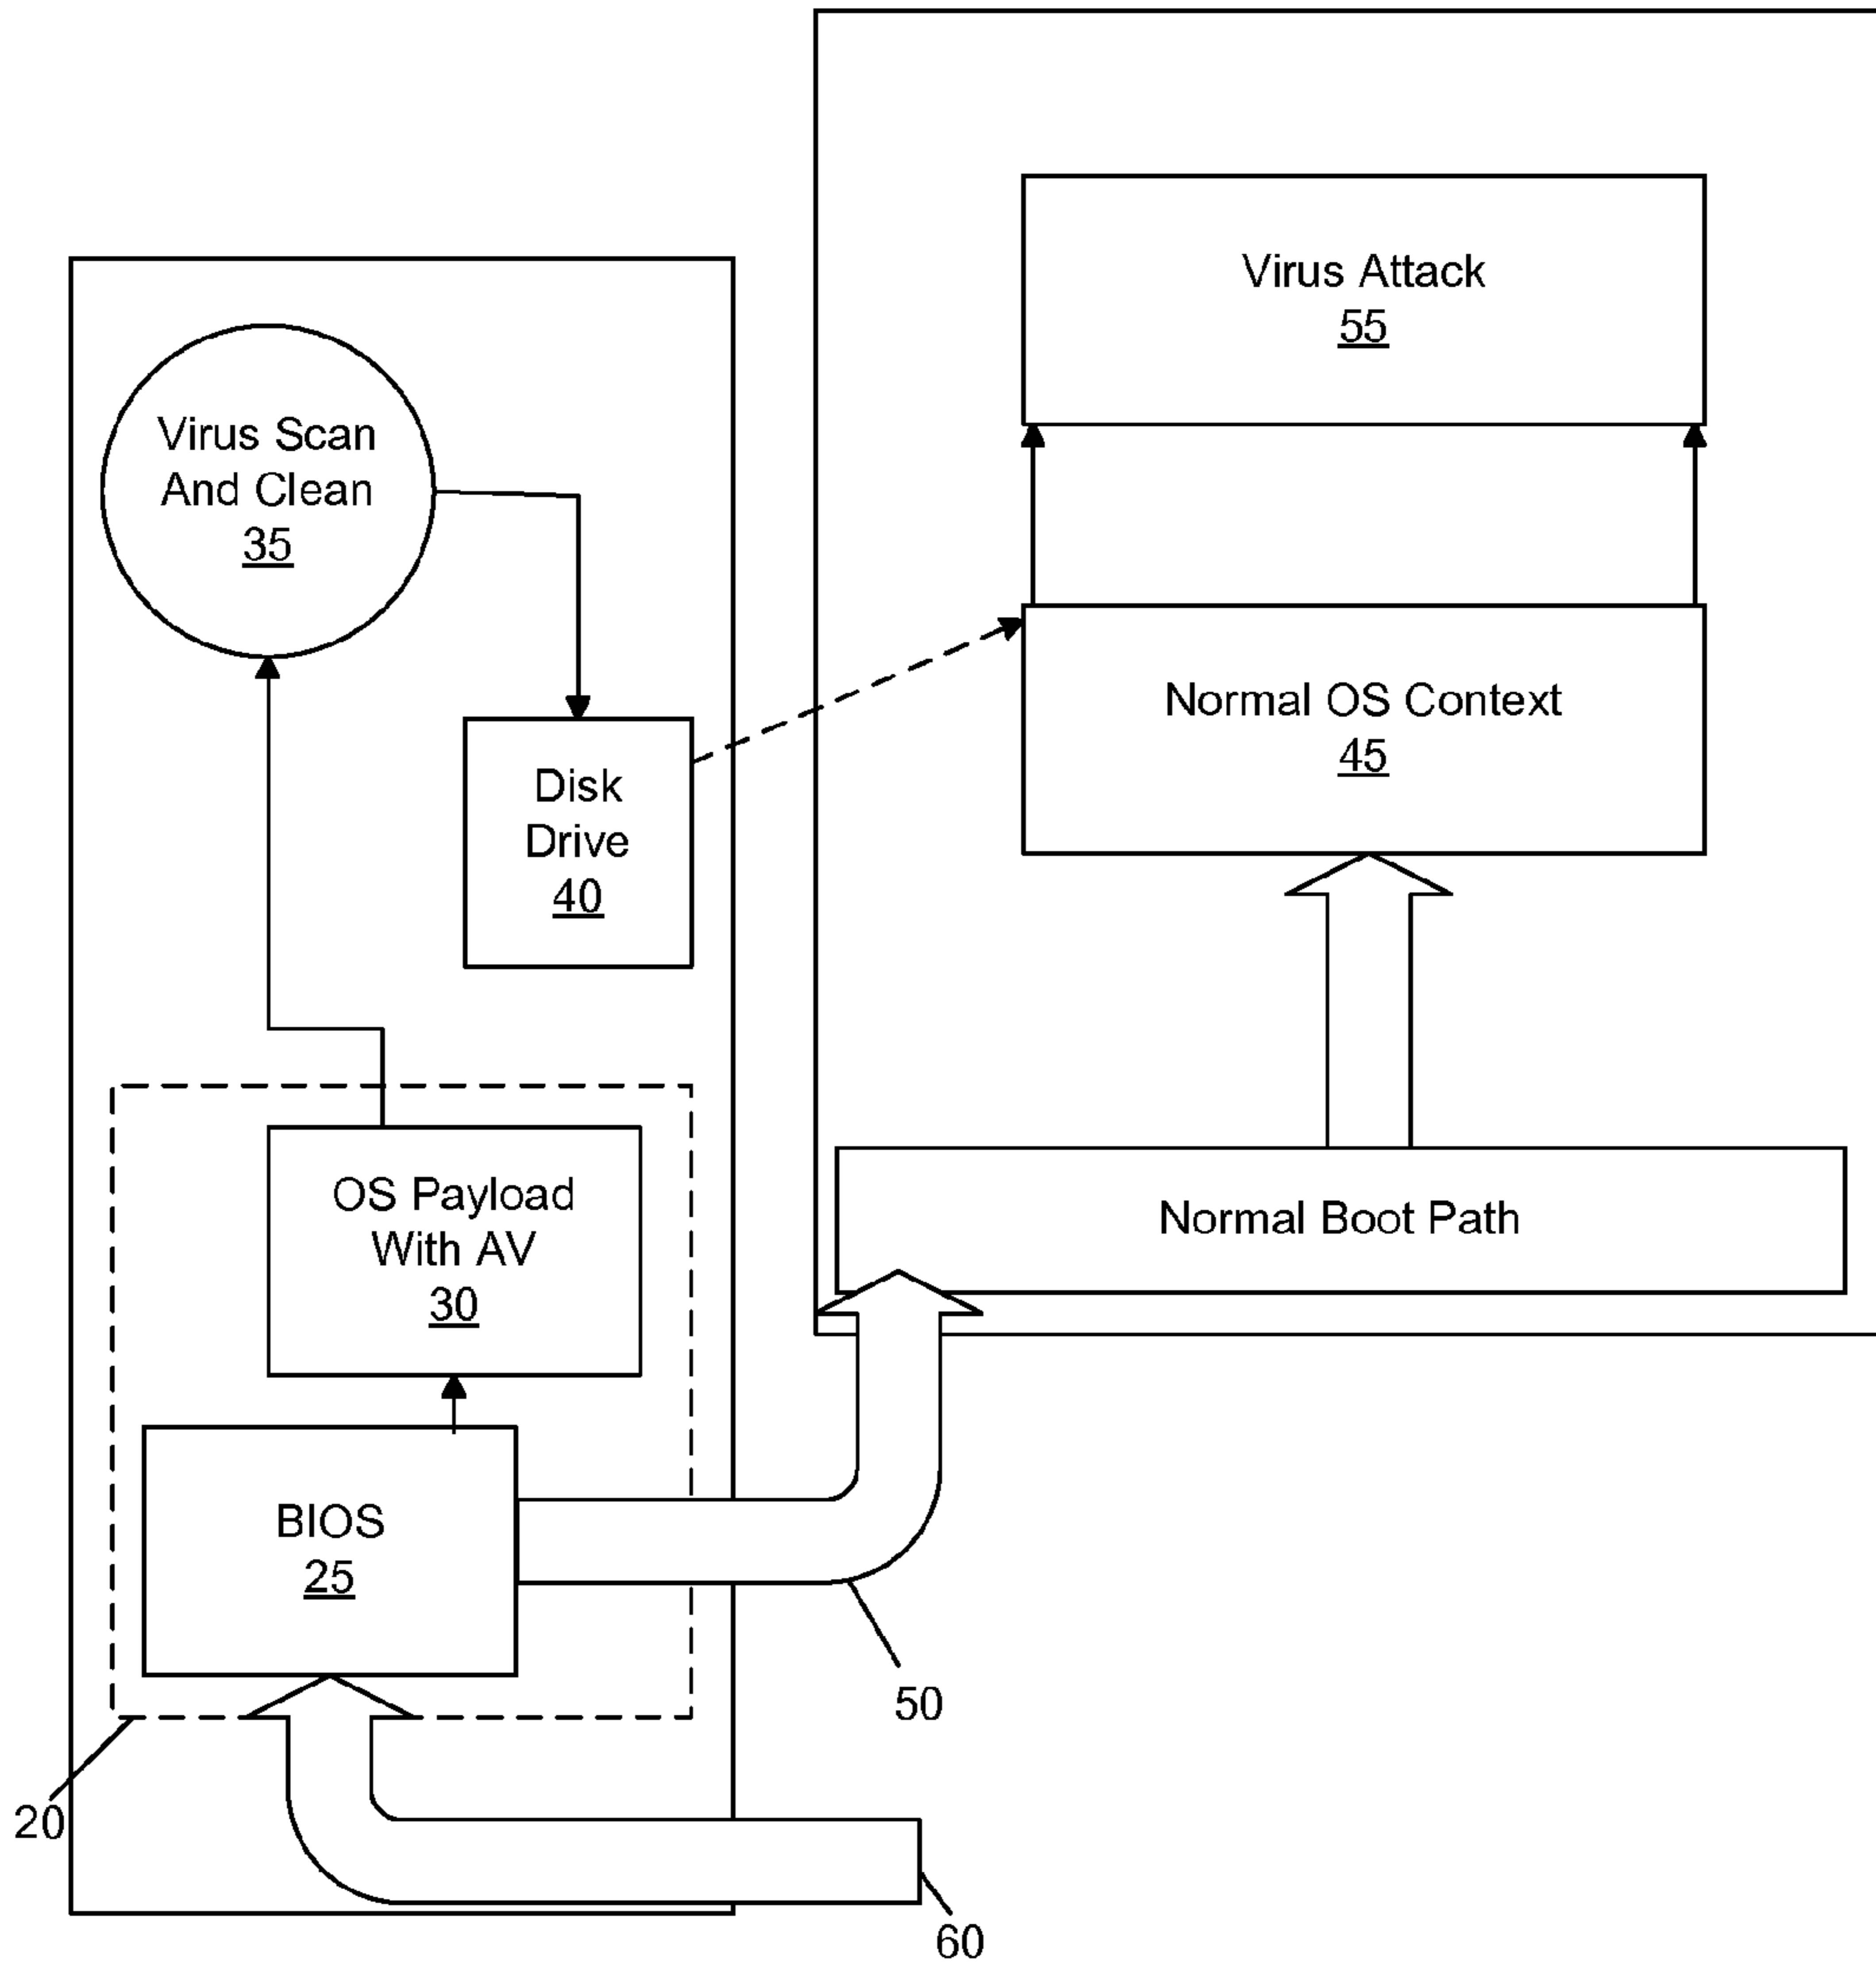 Virus Attack
55
Virus Scan
And Clean
35
Normal OS Context
45
Disk
Drive
40
OS Payload
With AV
30
Normal Boot Path
BIOS
25
50
20
60